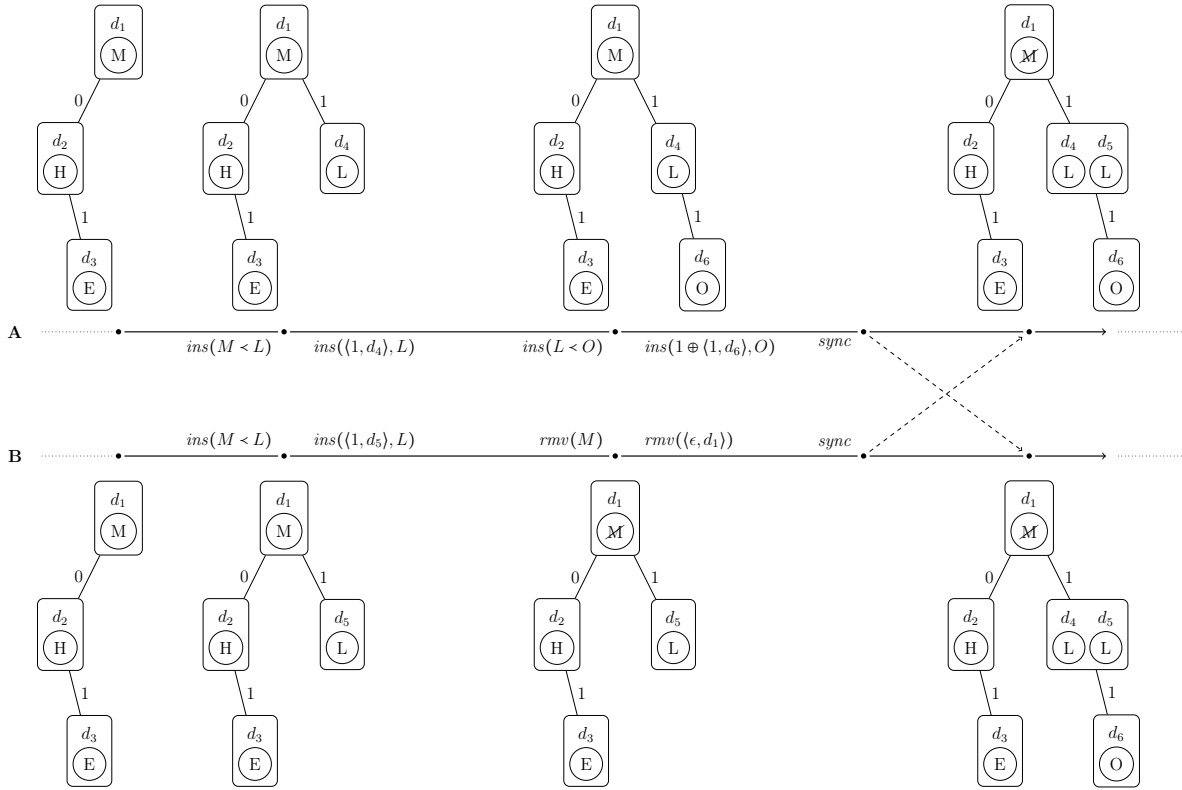 d₁ d₁ d₁ d₁
M M M M̸
0 0 1 0 1 0 1
d₂ d₂ d₄ d₂ d₄ d₂ d₄ d₅
H H L H L H L L
1 1 1 1 1 1
d₃ d₃ d₃ d₆ d₃ d₆
E E E O E O
A
ins(M < L) ins(⟨1, d₄⟩, L) ins(L < O) ins(1 ⊕ ⟨1, d₆⟩, O) sync
ins(M < L) ins(⟨1, d₅⟩, L) rmv(M) rmv(⟨ϵ, d₁⟩) sync
B
d₁ d₁ d₁ d₁
M M M̸ M̸
0 0 1 0 1 0 1
d₂ d₂ d₅ d₂ d₅ d₂ d₄ d₅
H H L H L H L L
1 1 1 1 1
d₃ d₃ d₃ d₃ d₆
E E E E O